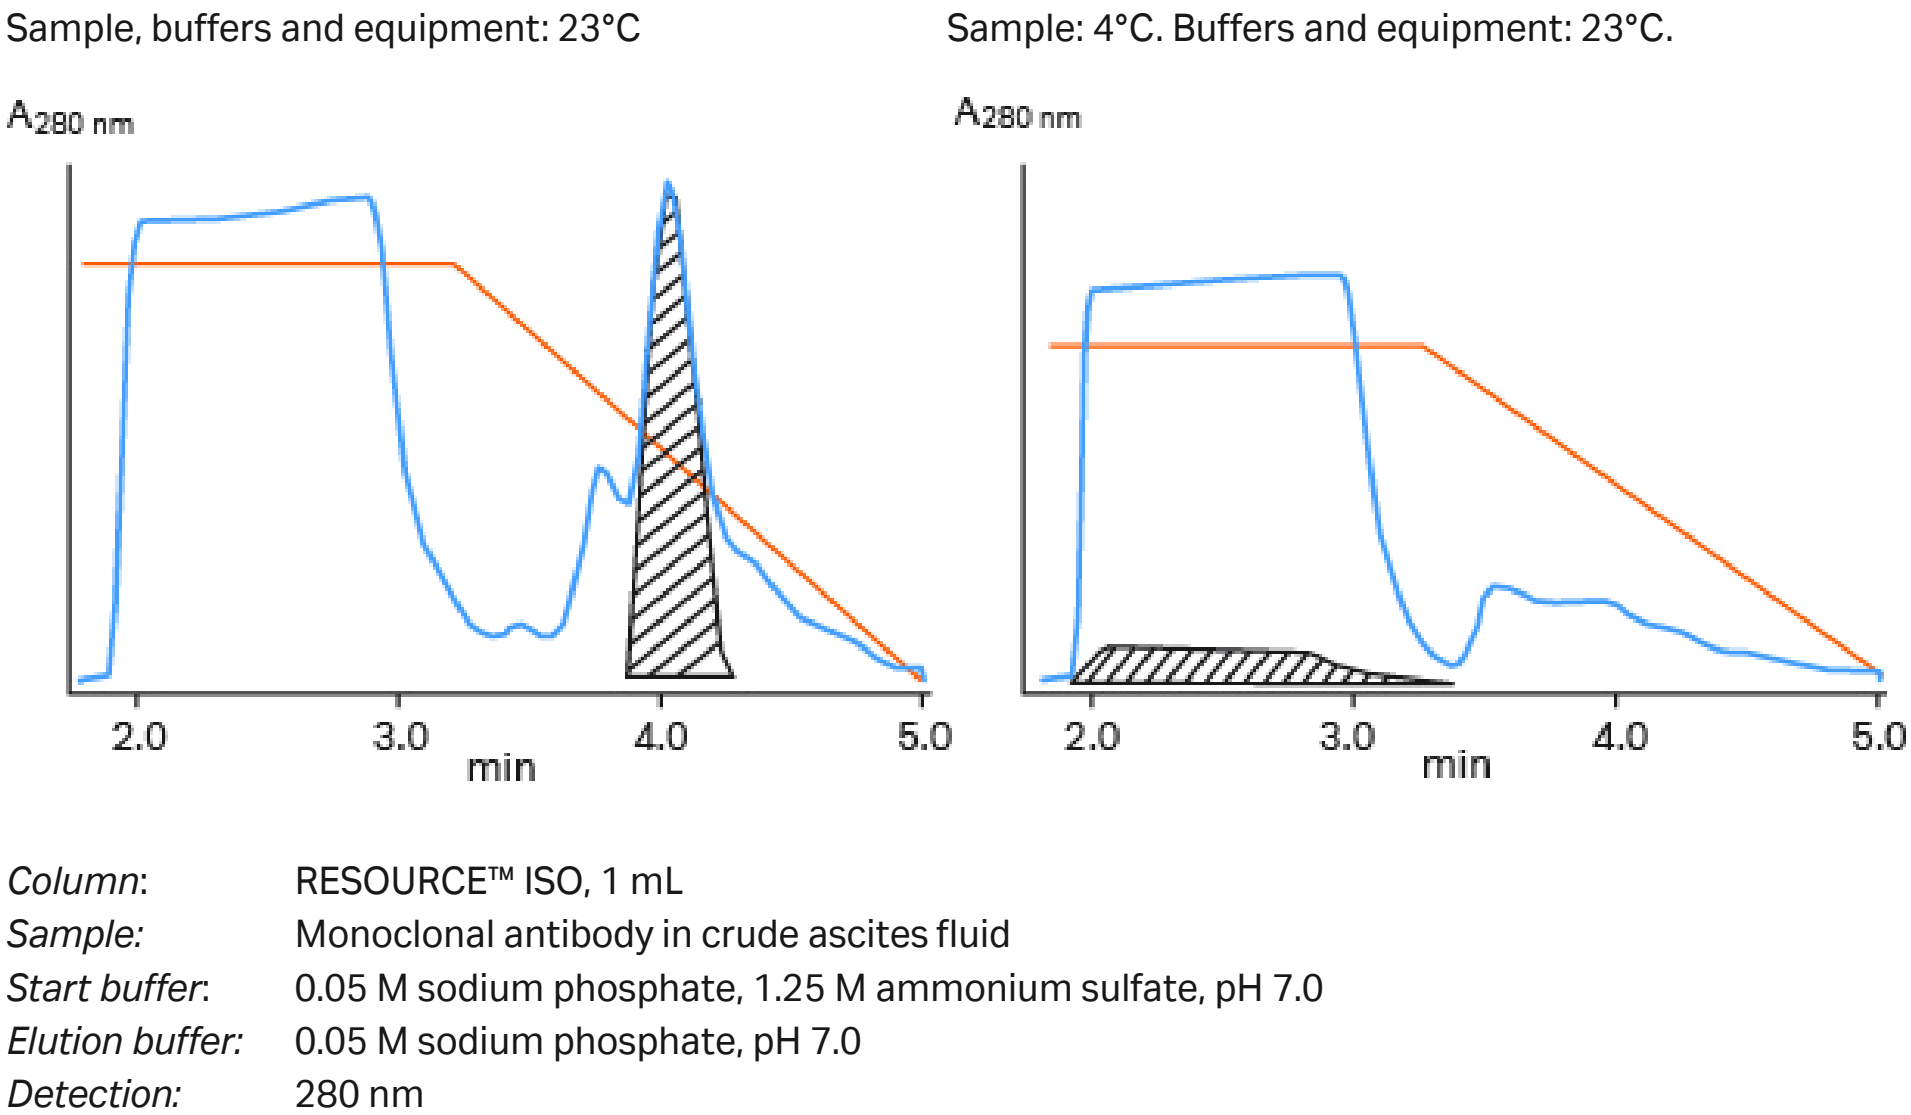 Sample, buffers and equipment: 23°C
Sample: 4°C. Buffers and equipment: 23°C.
A280 nm
A280 nm
2.0 3.0 4.0 5.0
min
2.0 3.0 4.0 5.0
min
Column: RESOURCE™ ISO, 1 mL
Sample: Monoclonal antibody in crude ascites fluid
Start buffer: 0.05 M sodium phosphate, 1.25 M ammonium sulfate, pH 7.0
Elution buffer: 0.05 M sodium phosphate, pH 7.0
Detection: 280 nm